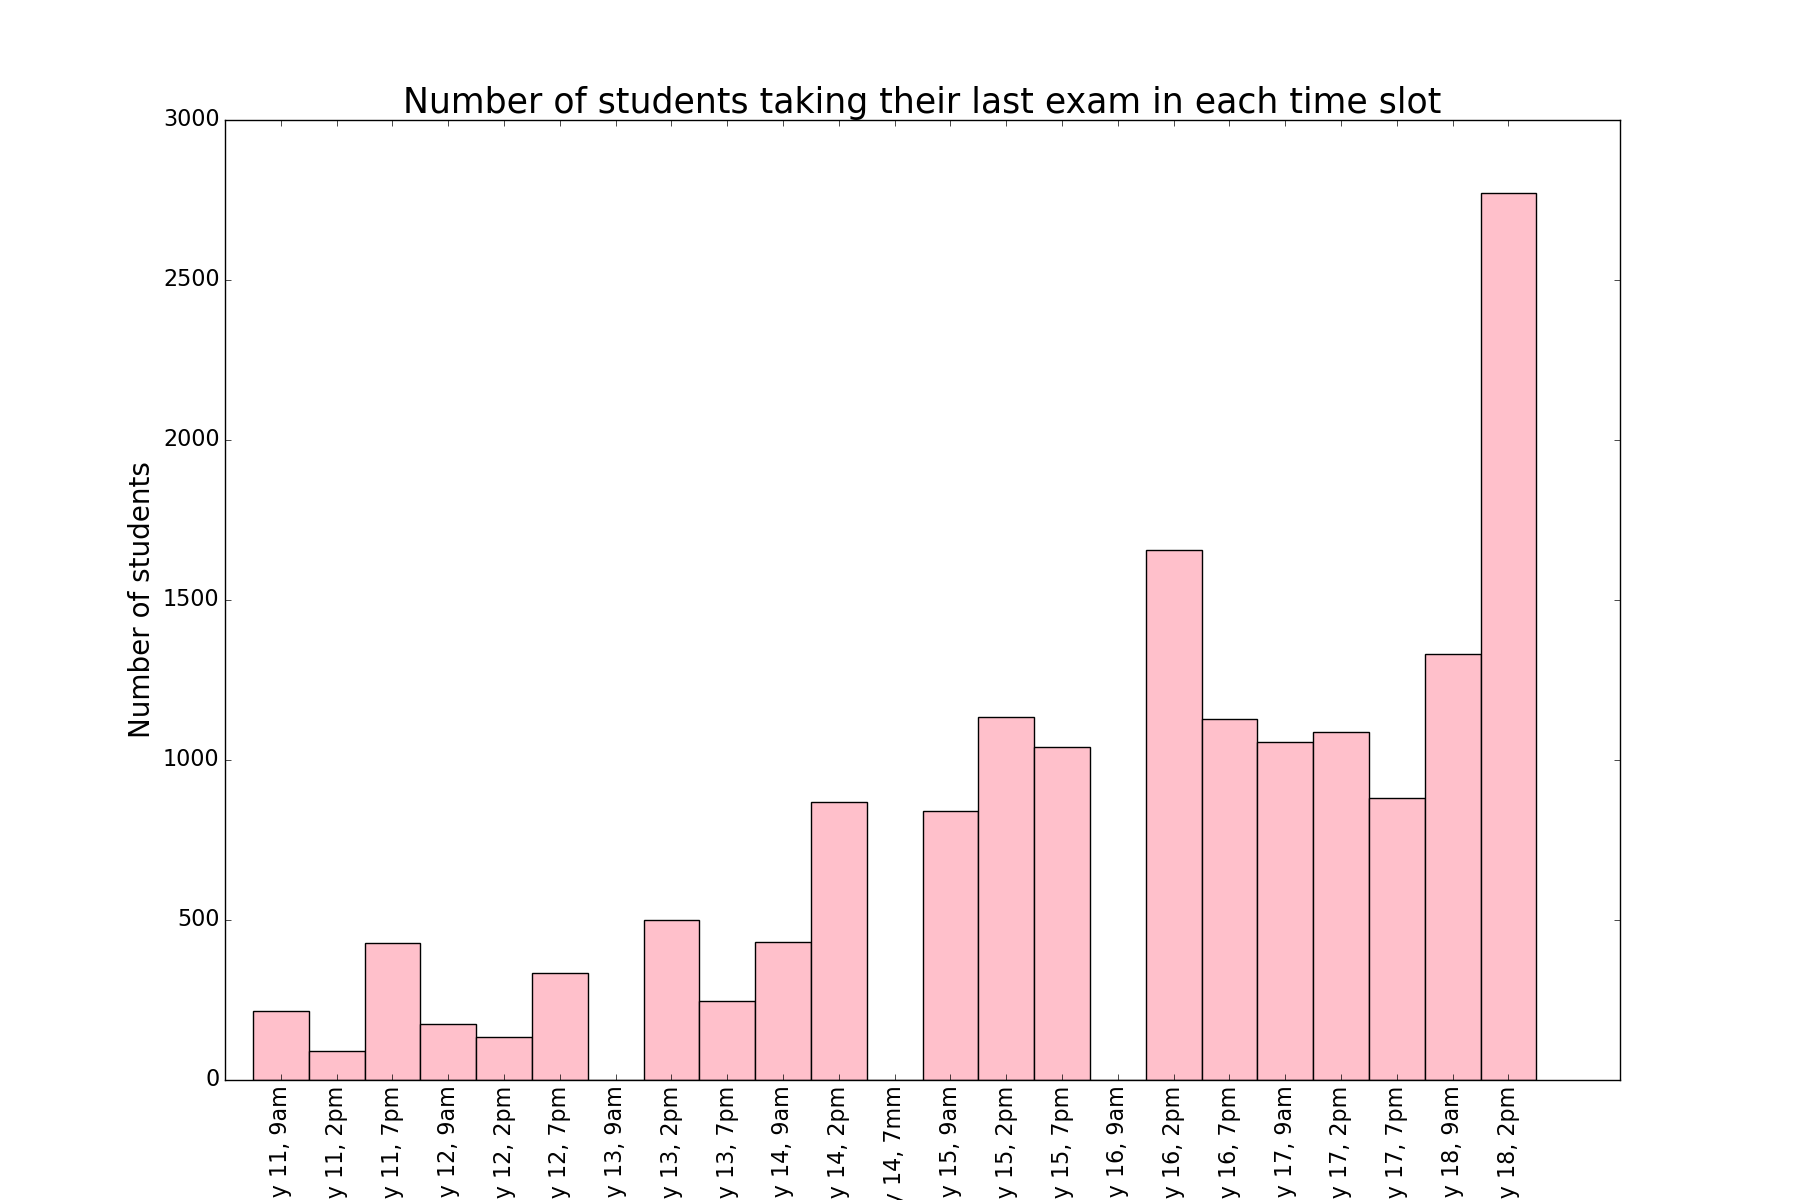 Number of students taking their last exam in each time slot
Number of students
3000
2500
2000
1500
1000
500
0
y 11, 9am
y 11, 2pm
y 11, 7pm
y 12, 9am
y 12, 2pm
y 12, 7pm
y 13, 9am
y 13, 2pm
y 13, 7pm
y 14, 9am
y 14, 2pm
y 14, 7mm
y 15, 9am
y 15, 2pm
y 15, 7pm
y 16, 9am
y 16, 2pm
y 16, 7pm
y 17, 9am
y 17, 2pm
y 17, 7pm
y 18, 9am
y 18, 2pm